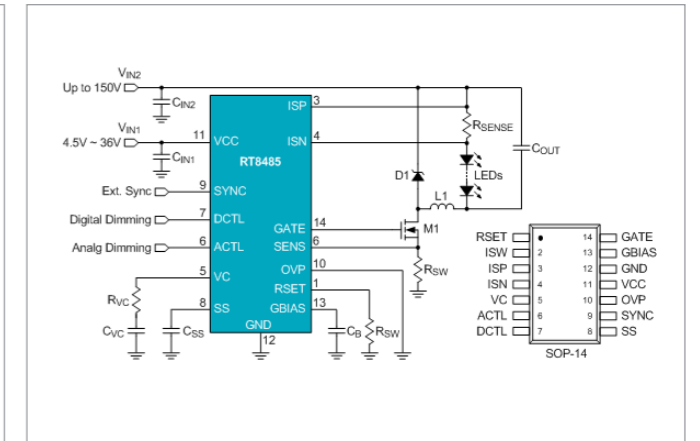 VIN2
Up to 150V
CIN2
VIN1
4.5V ~ 36V
CIN1
11 VCC
RT8485
ISP 3
ISN 4
RSENSE
COUT
LEDs
D1
L1
Ext. Sync 9 SYNC
Digital Dimming 7 DCTL
Analg Dimming 6 ACTL
GATE 14
M1
SENS 6
RSW
5 VC
OVP 10
RSET 1
RVC
8 SS
GBIAS 13
CVC
CSS
GND
12
CB
RSW
RSET 14 GATE
ISW 2 13 GBIAS
ISP 3 12 GND
ISN 4 11 VCC
VC 5 10 OVP
ACTL 6 9 SYNC
DCTL 7 8 SS
SOP-14